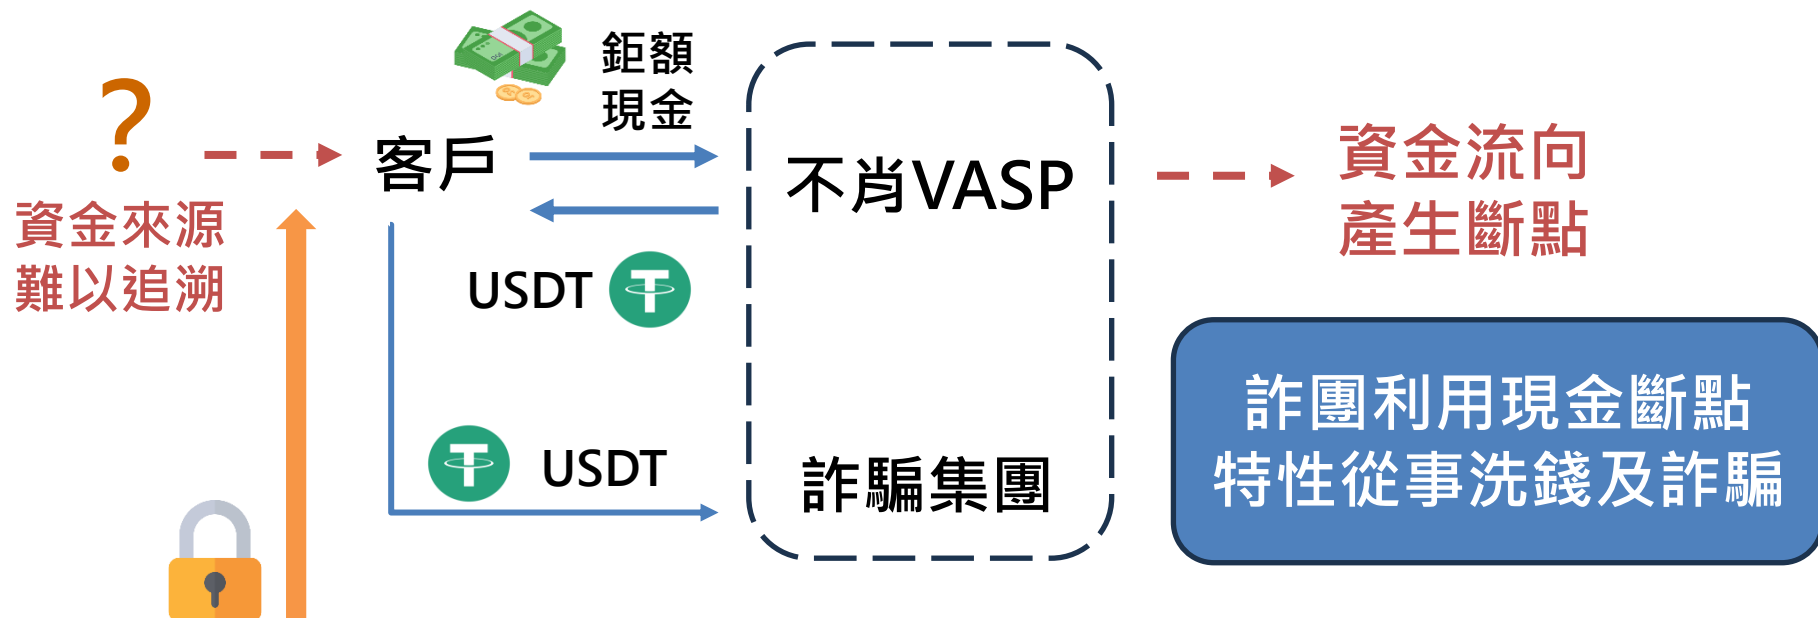 鉅額
現金
?
客戶
不肖VASP
資金來源
難以追溯
USDT
資金流向
產生斷點
USDT
詐騙集團
詐團利用現金斷點
特性從事洗錢及詐騙